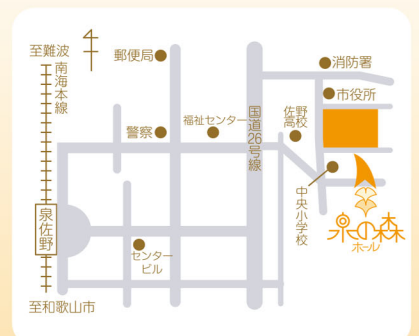 至難波
南海本線
郵便局
消防署
市役所
福祉センター
国道26号線
佐野
高校
警察
中央小学校
泉佐野
センター
ビル
泉の森
ホール
至和歌山市